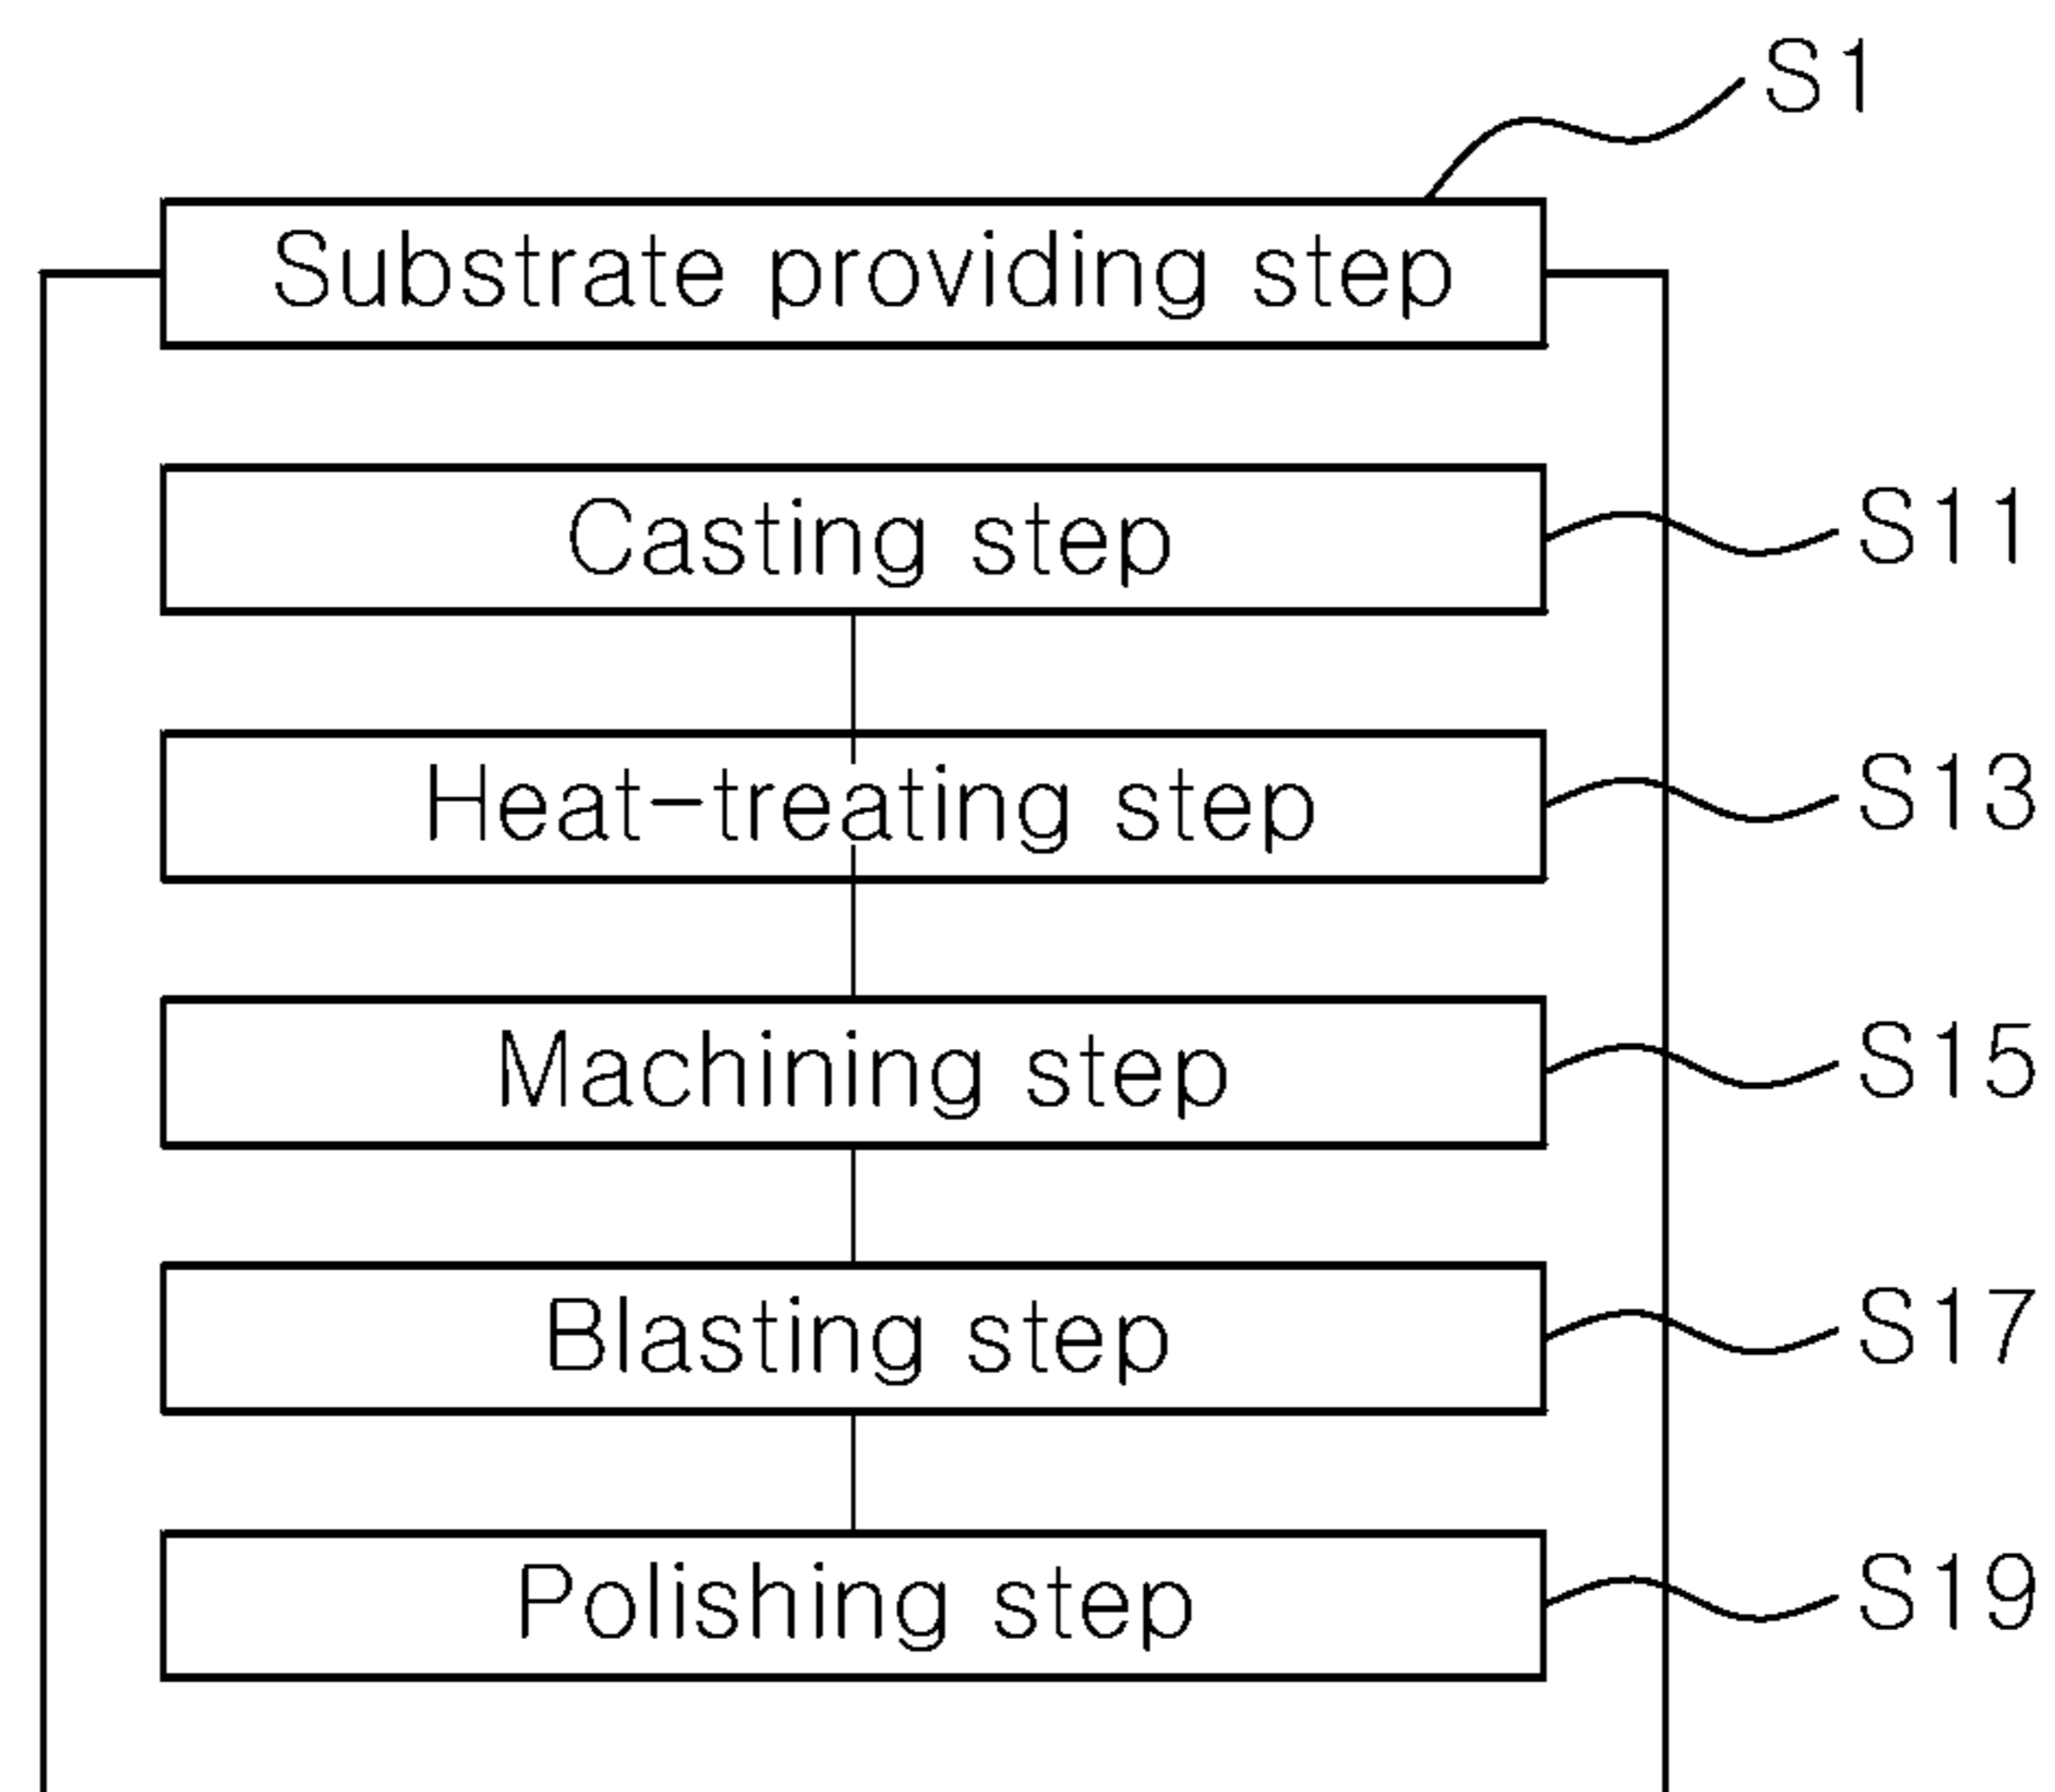 S1
Substrate providing step
Casting step
S11
Heat-treating step
S13
Machining step
S15
Blasting step
S17
Polishing step
S19